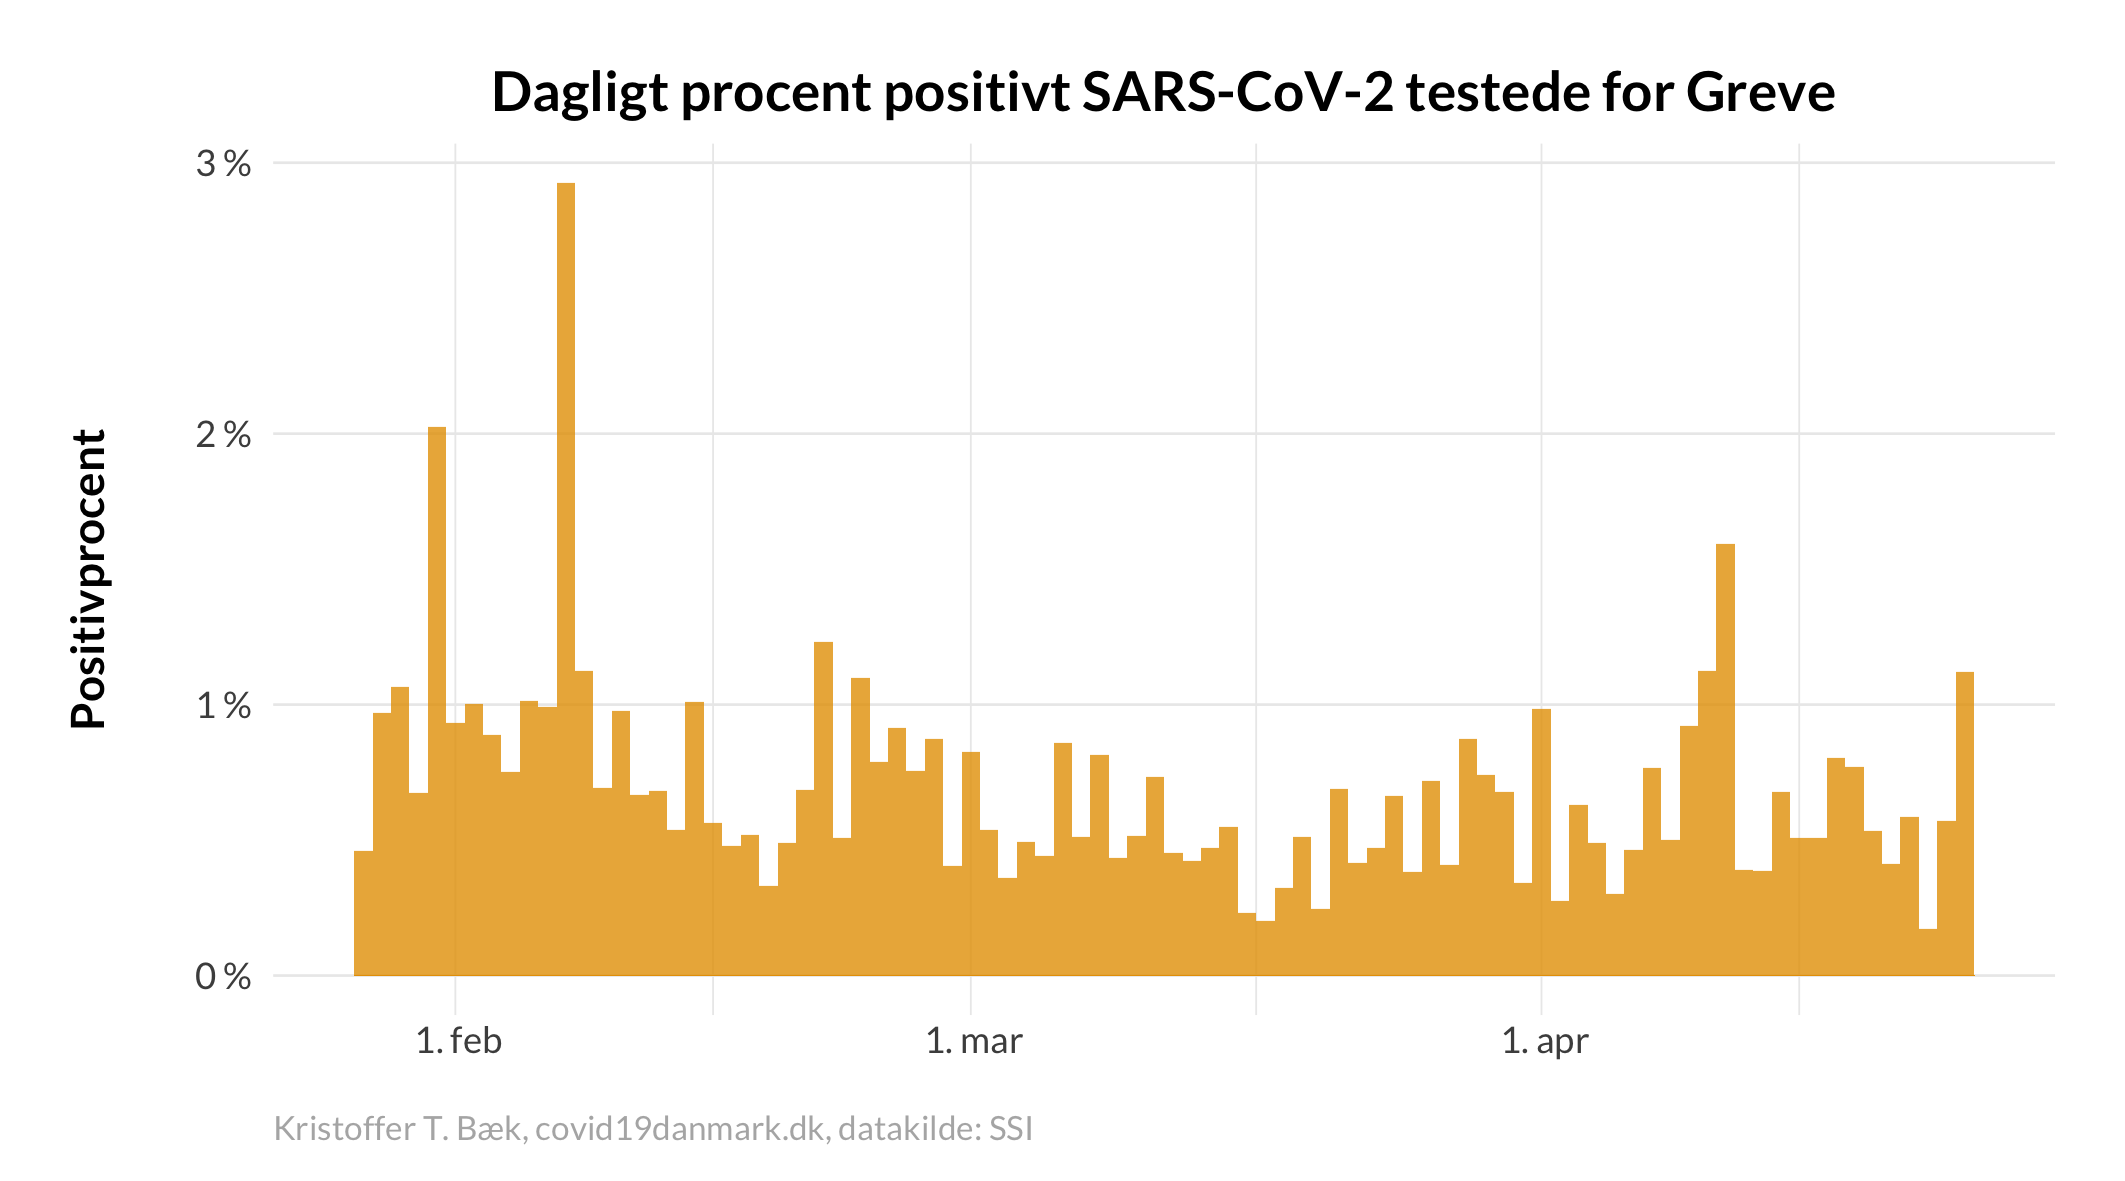 Dagligt procent positivt SARS-CoV-2 testede for Greve
Positivprocent
3 %
2 %
1 %
0 %
1. feb
1. mar
1. apr
Kristoffer T. Bæk, covid19danmark.dk, datakilde: SSI